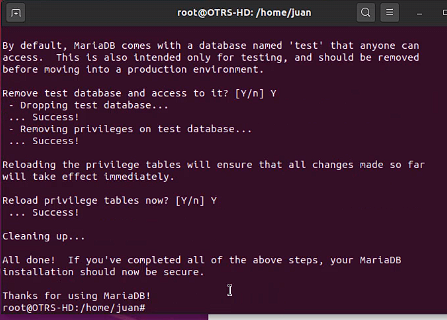 root@OTRS-HD: /home/juan
By default, MariaDB comes with a database named 'test' that anyone can
access.  This is also intended only for testing, and should be removed
before moving into a production environment.
Remove test database and access to it? [Y/n] Y
 - Dropping test database...
 ... Success!
 - Removing privileges on test database...
 ... Success!
Reloading the privilege tables will ensure that all changes made so far
will take effect immediately.
Reload privilege tables now? [Y/n] Y
 ... Success!
Cleaning up...
All done!  If you've completed all of the above steps, your MariaDB
installation should now be secure.
Thanks for using MariaDB!
root@OTRS-HD:/home/juan#